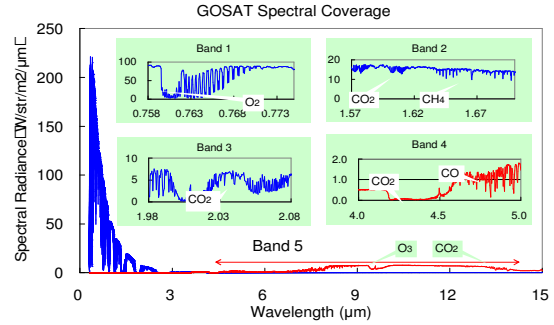 GOSAT Spectral Coverage
Spectral Radiance (W/str/m2/µm)
250
200
150
100
50
0
Band 1
100
50
0
O2
0.758 0.763 0.768 0.773
Band 2
20
10
0
CO2 CH4
1.57 1.62 1.67
Band 3
10
5
0
CO2
1.98 2.03 2.08
Band 4
2.0
1.0
0.0
CO2 CO
4.0 4.5 5.0
Band 5
O3 CO2
0 3 6 9 12 15
Wavelength (µm)